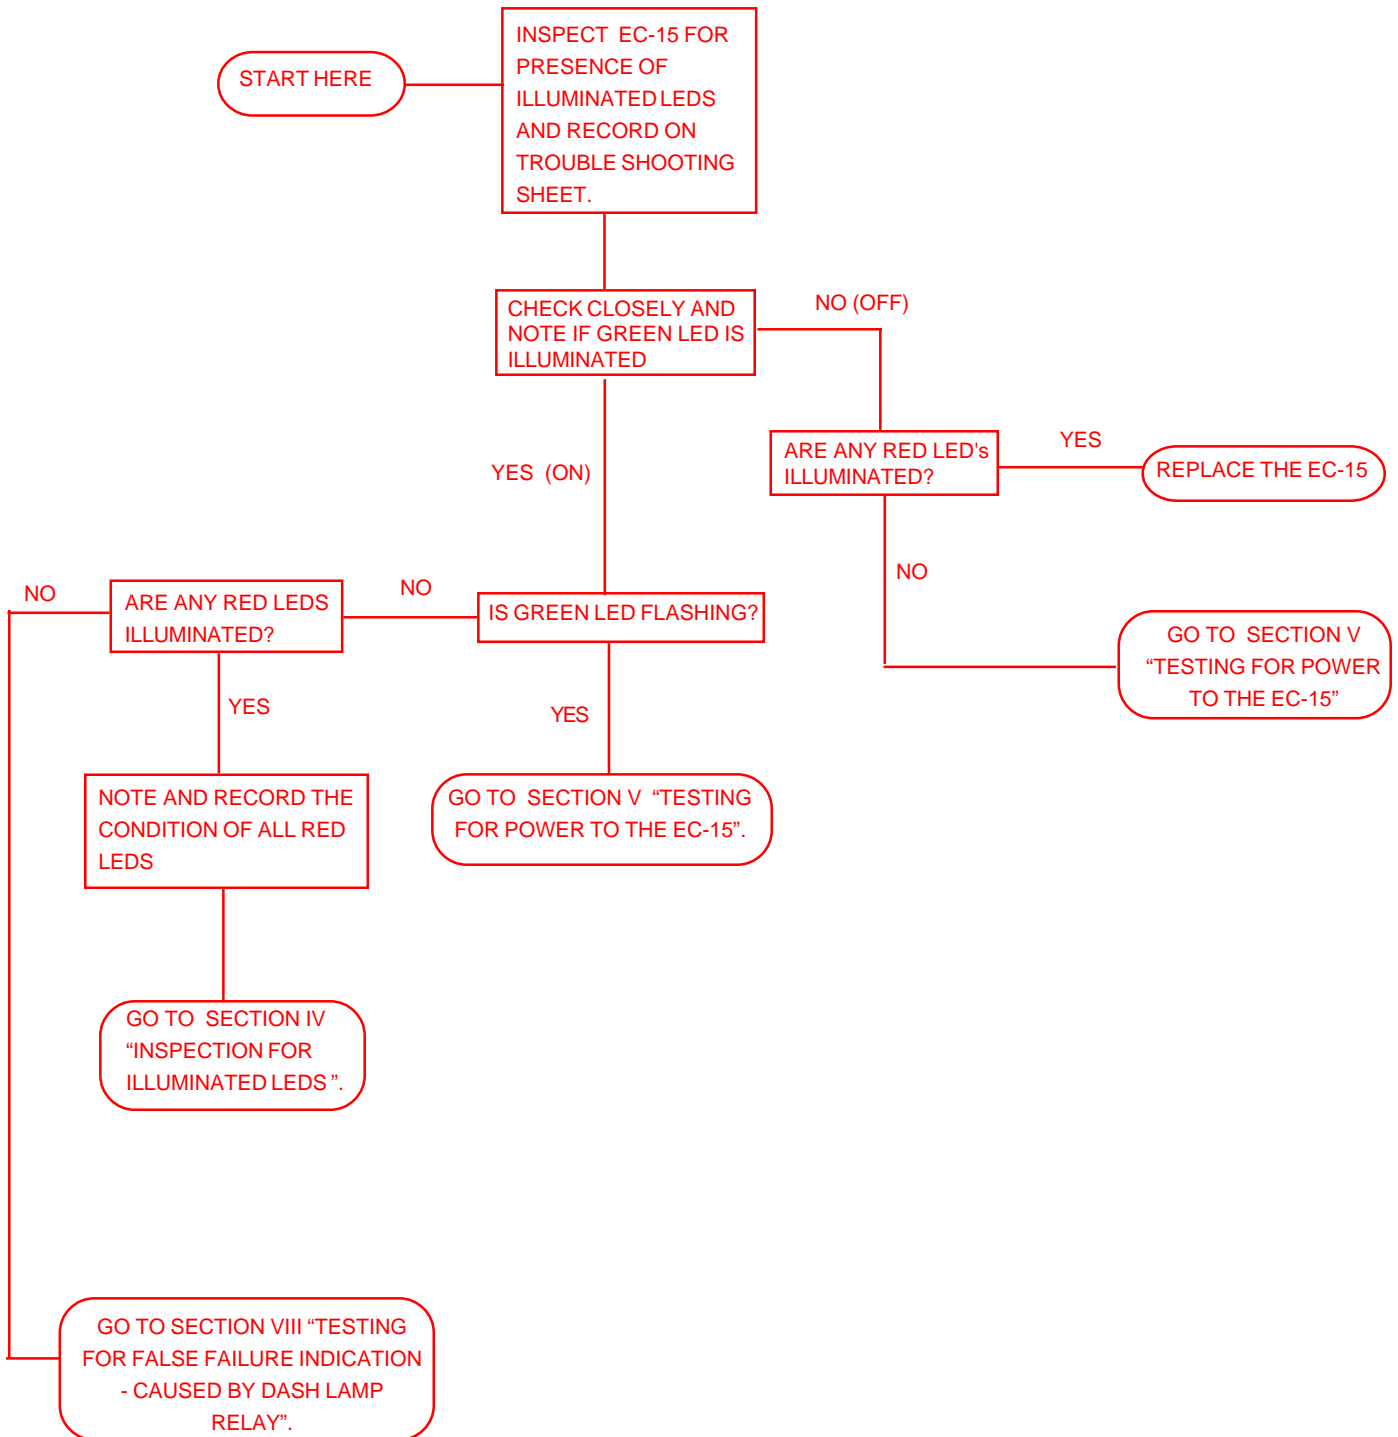 START HERE
INSPECT EC-15 FOR
PRESENCE OF
ILLUMINATED LEDS
AND RECORD ON
TROUBLE SHOOTING
SHEET.
CHECK CLOSELY AND
NOTE IF GREEN LED IS
ILLUMINATED
NO (OFF)
YES (ON)
ARE ANY RED LED's
ILLUMINATED?
YES
REPLACE THE EC-15
NO
GO TO SECTION V
“TESTING FOR POWER
TO THE EC-15”
IS GREEN LED FLASHING?
NO
ARE ANY RED LEDS
ILLUMINATED?
NO
YES
YES
NOTE AND RECORD THE
CONDITION OF ALL RED
LEDS
GO TO SECTION V “TESTING
FOR POWER TO THE EC-15”.
GO TO SECTION IV
“INSPECTION FOR
ILLUMINATED LEDS ”.
GO TO SECTION VIII “TESTING
FOR FALSE FAILURE INDICATION
- CAUSED BY DASH LAMP
RELAY”.